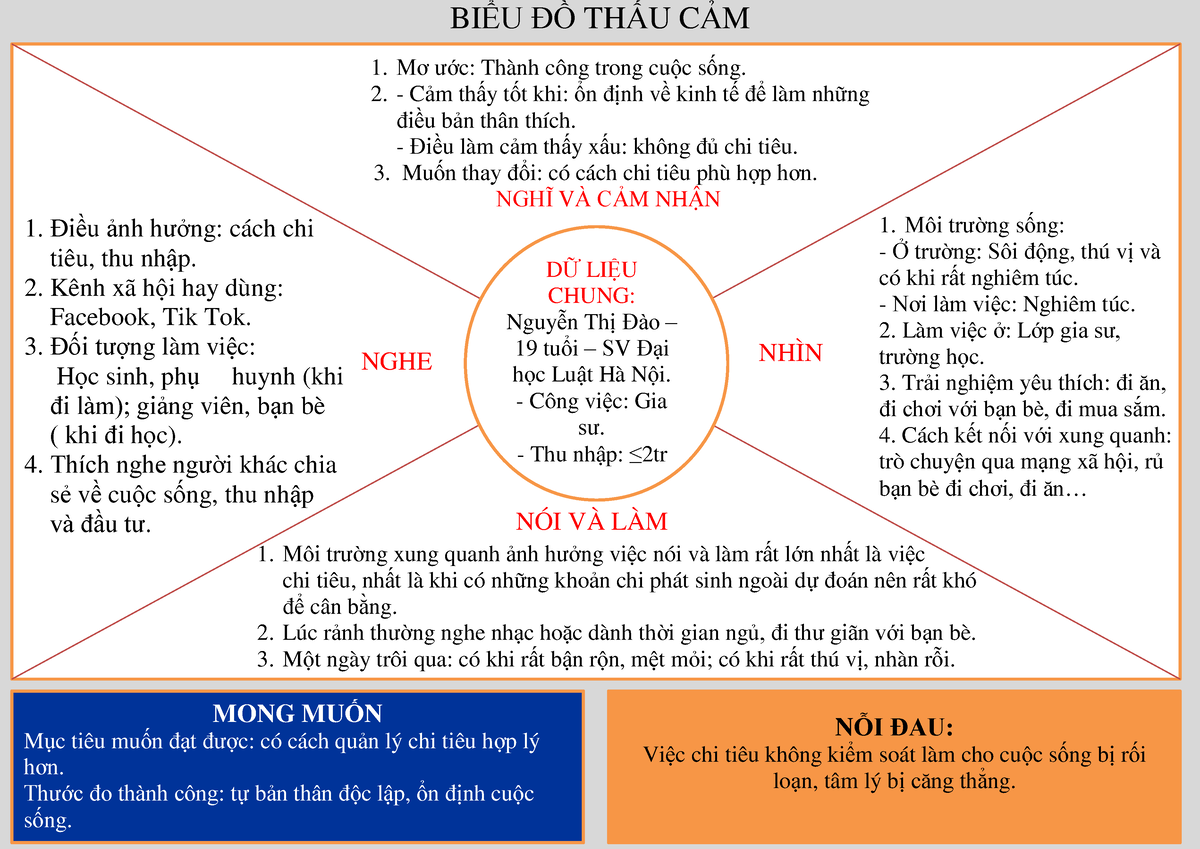 BIỂU ĐỒ THẤU CẢM
1. Mơ ước: Thành công trong cuộc sống.
2. - Cảm thấy tốt khi: ổn định về kinh tế để làm những
điều bản thân thích.
- Điều làm cảm thấy xấu: không đủ chi tiêu.
3. Muốn thay đổi: có cách chi tiêu phù hợp hơn.
NGHĨ VÀ CẢM NHẬN
1. Điều ảnh hưởng: cách chi
tiêu, thu nhập.
2. Kênh xã hội hay dùng:
Facebook, Tik Tok.
3. Đối tượng làm việc:
Học sinh, phụ huynh (khi
đi làm); giảng viên, bạn bè
( khi đi học).
4. Thích nghe người khác chia
sẻ về cuộc sống, thu nhập
và đầu tư.
NGHE
DỮ LIỆU
CHUNG:
Nguyễn Thị Đào –
19 tuổi – SV Đại
học Luật Hà Nội.
- Công việc: Gia
sư.
- Thu nhập: ≤2tr
NHÌN
1. Môi trường sống:
- Ở trường: Sôi động, thú vị và
có khi rất nghiêm túc.
- Nơi làm việc: Nghiêm túc.
2. Làm việc ở: Lớp gia sư,
trường học.
3. Trải nghiệm yêu thích: đi ăn,
đi chơi với bạn bè, đi mua sắm.
4. Cách kết nối với xung quanh:
trò chuyện qua mạng xã hội, rủ
bạn bè đi chơi, đi ăn…
NÓI VÀ LÀM
1. Môi trường xung quanh ảnh hưởng việc nói và làm rất lớn nhất là việc
chi tiêu, nhất là khi có những khoản chi phát sinh ngoài dự đoán nên rất khó
để cân bằng.
2. Lúc rảnh thường nghe nhạc hoặc dành thời gian ngủ, đi thư giãn với bạn bè.
3. Một ngày trôi qua: có khi rất bận rộn, mệt mỏi; có khi rất thú vị, nhàn rỗi.
MONG MUỐN
Mục tiêu muốn đạt được: có cách quản lý chi tiêu hợp lý
hơn.
Thước đo thành công: tự bản thân độc lập, ổn định cuộc
sống.
NỖI ĐAU:
Việc chi tiêu không kiểm soát làm cho cuộc sống bị rối
loạn, tâm lý bị căng thẳng.